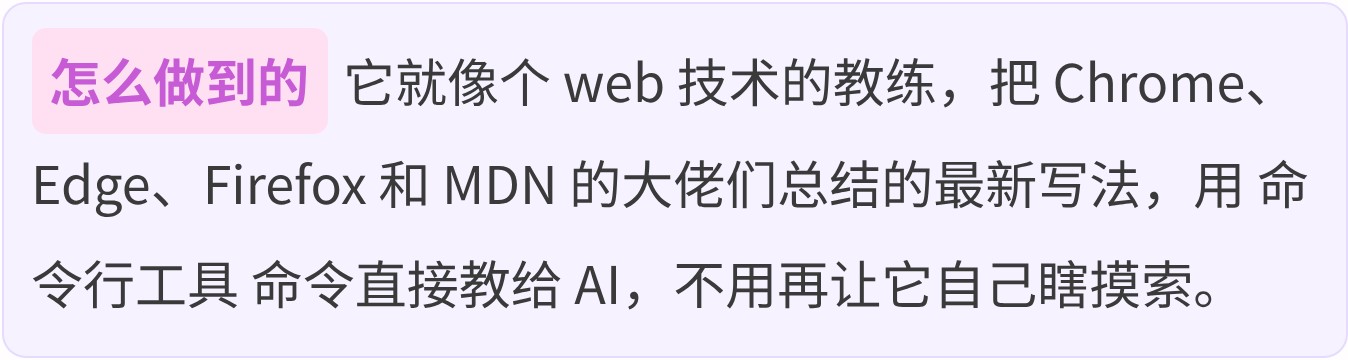 怎么做到的 它就像个 web 技术的教练，把 Chrome、
Edge、Firefox 和 MDN 的大佬们总结的最新写法，用 命
令行工具 命令直接教给 AI，不用再让它自己瞎摸索。